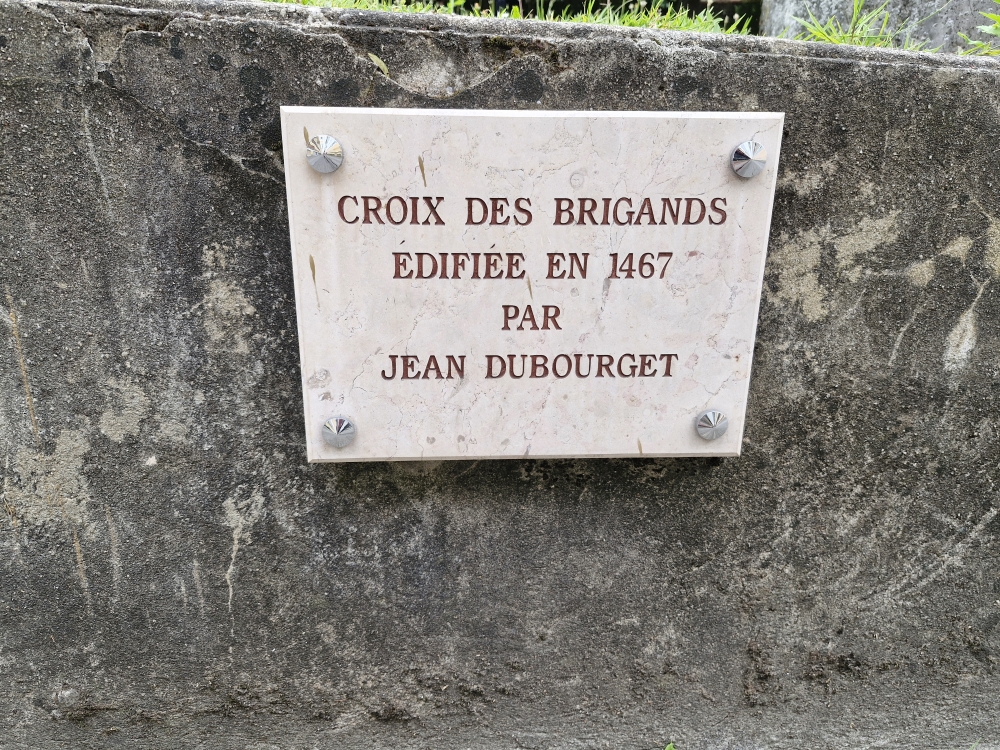 CROIX DES BRIGANDS
ÉDIFIÉE EN 1467
PAR
JEAN DUBOURGET